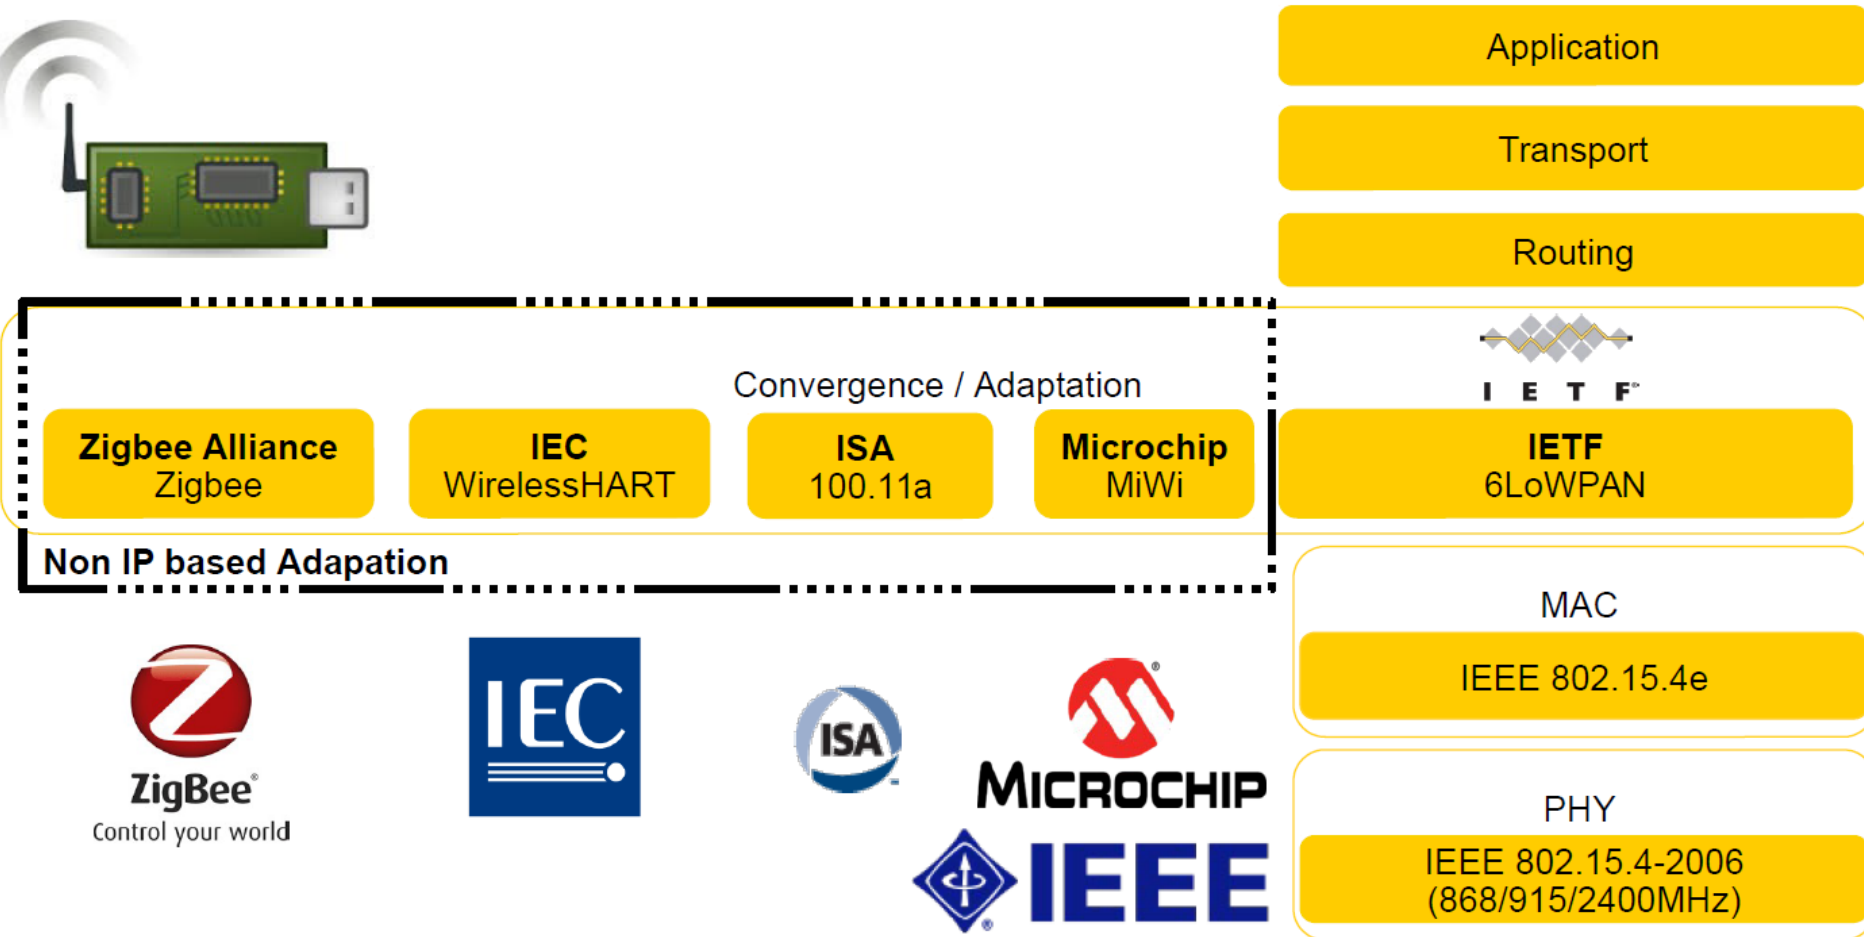 Application
Transport
Routing
Convergence / Adaptation
I E T F®
Zigbee Alliance
Zigbee
IEC
WirelessHART
ISA
100.11a
Microchip
MiWi
IETF
6LoWPAN
Non IP based Adapation
MAC
IEEE 802.15.4e
ZigBee®
Control your world
IEC
ISA
MICROCHIP
IEEE
PHY
IEEE 802.15.4-2006
(868/915/2400MHz)